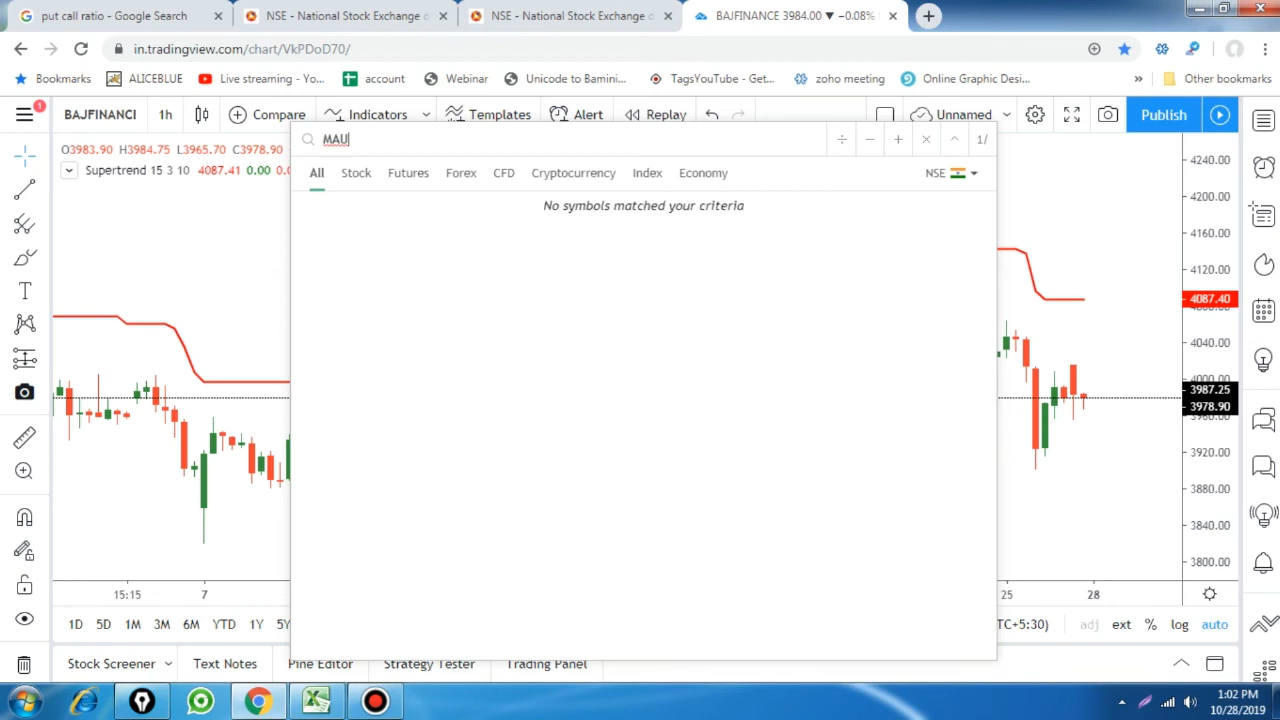 put call ratio - Google Search
NSE - National Stock Exchange o
NSE - National Stock Exchange o
BAJFINANCE 3984.00 ▼ −0.08%
in.tradingview.com/chart/VkPDoD70/
Bookmarks
ALICEBLUE
Live streaming - Yo...
account
Webinar
Unicode to Bamini...
TagsYouTube - Get...
zoho meeting
Online Graphic Desi...
»
Other bookmarks
1
BAJFINANCI
1h
Compare
Indicators
Templates
Alert
Replay
Unnamed
Publish
MAU
÷ − + × ^ 1/
O3983.90 H3984.75 L3965.70 C3978.90
Supertrend 15 3 10 4087.41 0.00
All Stock Futures Forex CFD Cryptocurrency Index Economy
NSE
No symbols matched your criteria
4240.00
4200.00
4160.00
4120.00
4087.40
4040.00
4000.00
3987.25
3978.90
3960.00
3920.00
3880.00
3840.00
3800.00
15:15 7 25 28
1D 5D 1M 3M 6M YTD 1Y 5Y
TC+5:30) adj ext % log auto
Stock Screener
Text Notes
Pine Editor
Strategy Tester
Trading Panel
1:02 PM
10/28/2019